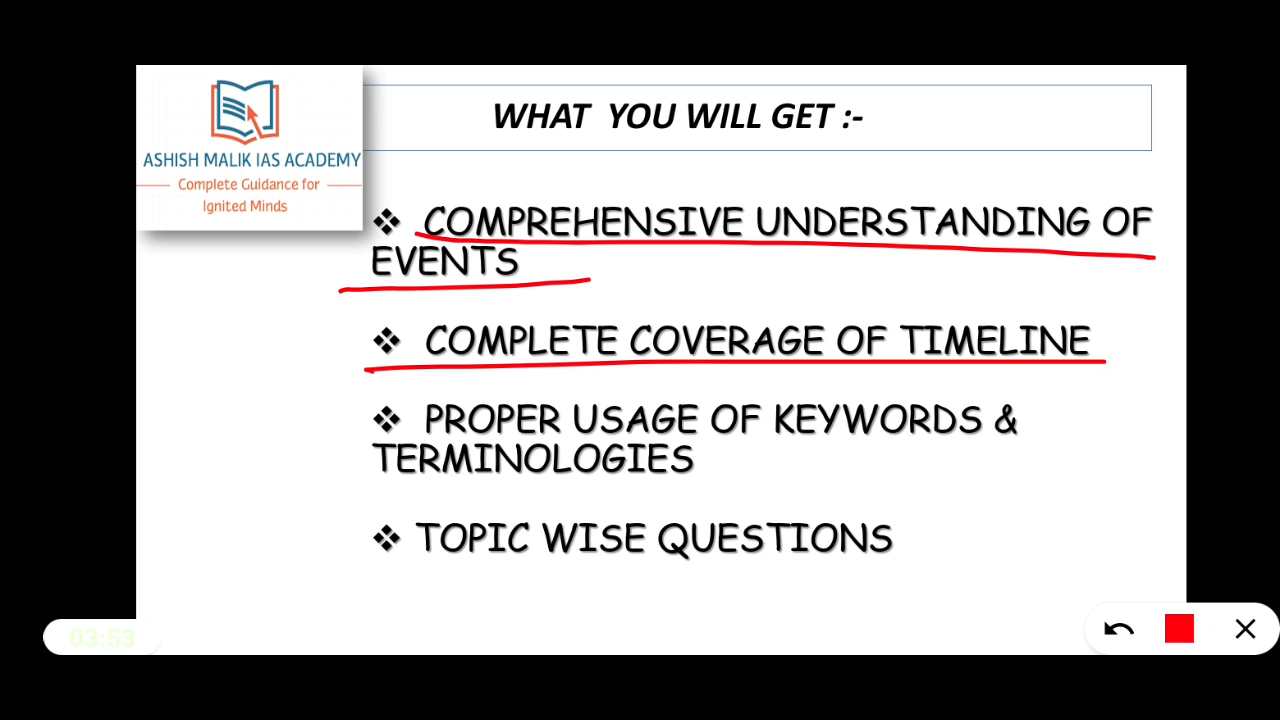 WHAT YOU WILL GET :-
ASHISH MALIK IAS ACADEMY
Complete Guidance for
Ignited Minds
❖ COMPREHENSIVE UNDERSTANDING OF
EVENTS
❖ COMPLETE COVERAGE OF TIMELINE
❖ PROPER USAGE OF KEYWORDS &
TERMINOLOGIES
❖ TOPIC WISE QUESTIONS
03:53